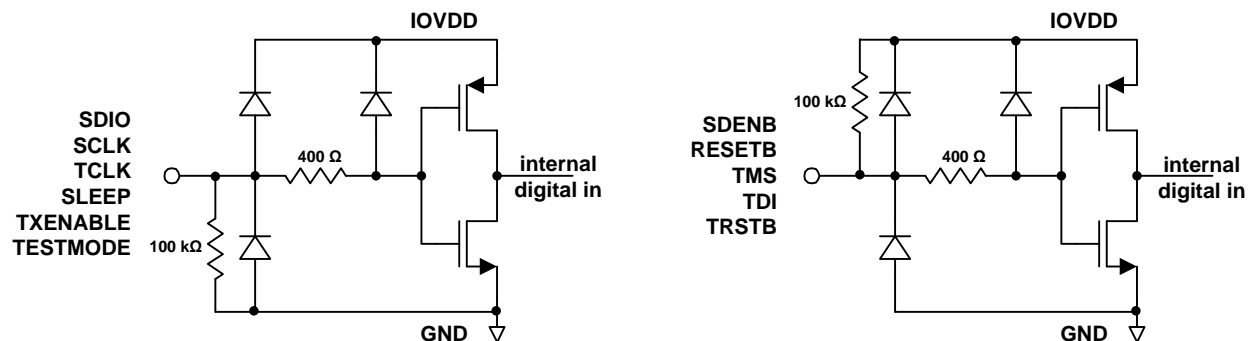 IOVDD
SDIO
SCLK
TCLK
SLEEP
TXENABLE
TESTMODE
100 kΩ
400 Ω
internal
digital in
GND
IOVDD
100 kΩ
SDENB
RESETB
TMS
TDI
TRSTB
400 Ω
internal
digital in
GND